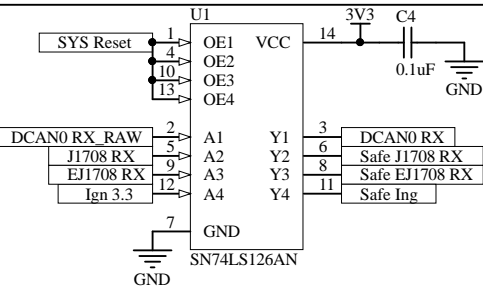 U1
3V3
C4
SYS Reset
1 OE1 VCC 14
4 OE2
10 OE3
13 OE4
0.1uF
GND
DCAN0 RX_RAW 2 A1 Y1 3 DCAN0 RX
J1708 RX 5 A2 Y2 6 Safe J1708 RX
EJ1708 RX 9 A3 Y3 8 Safe EJ1708 RX
Ign 3.3 12 A4 Y4 11 Safe Ing
7 GND
SN74LS126AN
GND